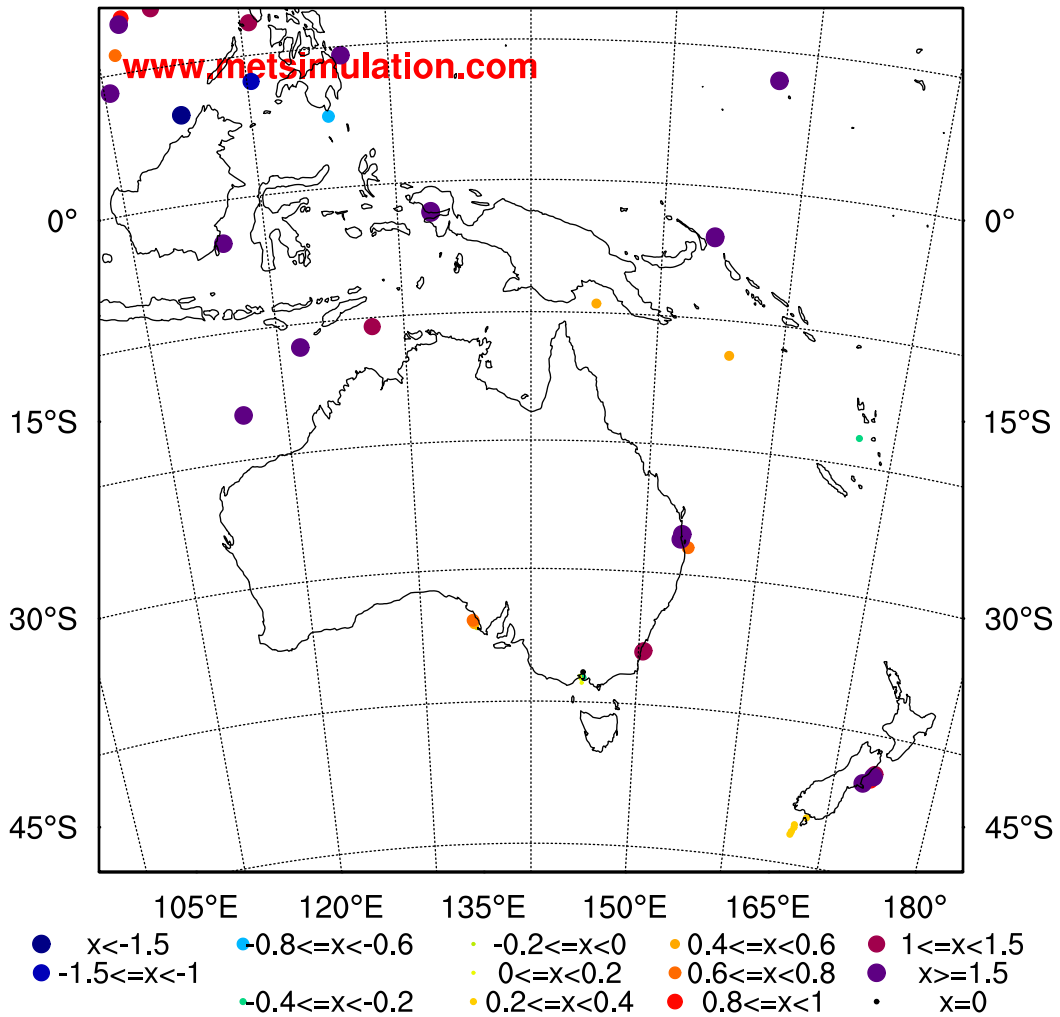 www.metsimulation.com
0° 0°
15°S 15°S
30°S 30°S
45°S 45°S
105°E 120°E 135°E 150°E 165°E 180°
x<-1.5 -0.8<=x<-0.6 -0.2<=x<0 0.4<=x<0.6 1<=x<1.5
-1.5<=x<-1 0<=x<0.2 0.6<=x<0.8 x>=1.5
-0.4<=x<-0.2 0.2<=x<0.4 0.8<=x<1 x=0